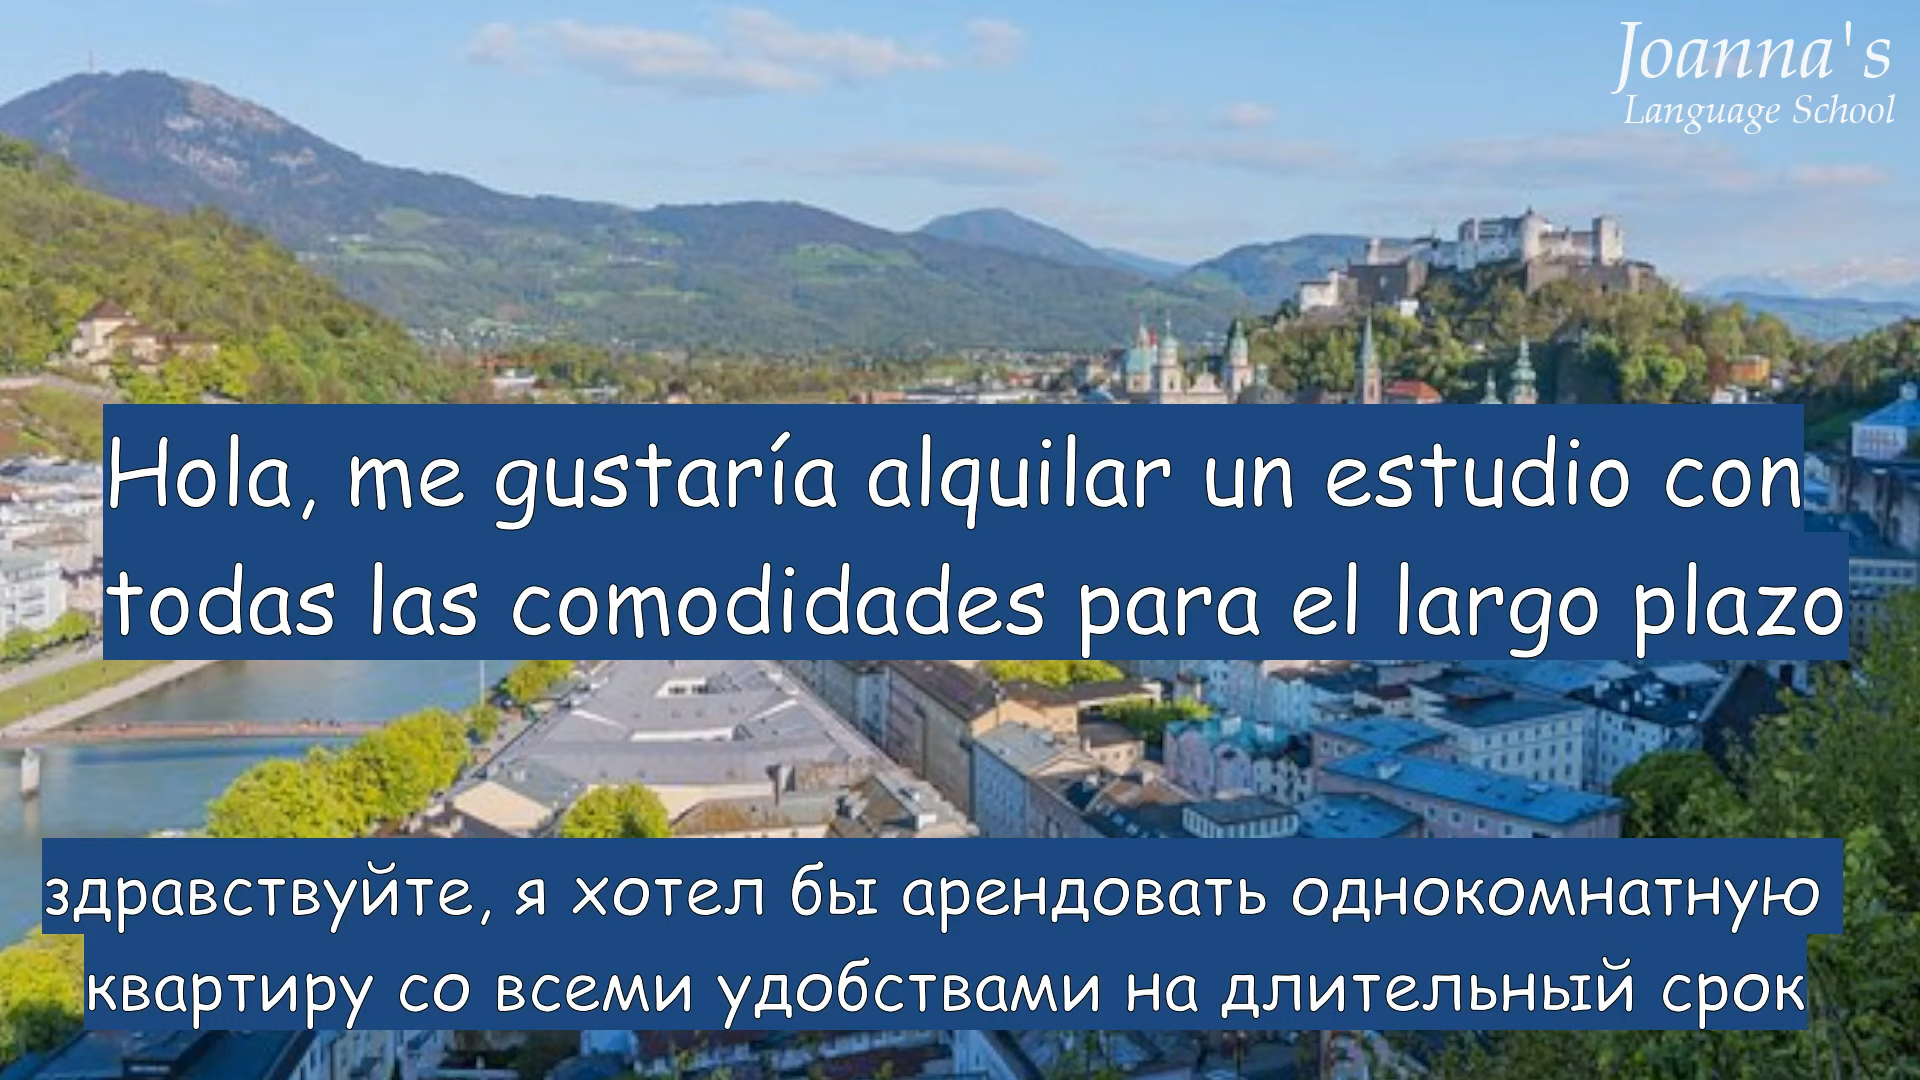 Joanna's
Language School
Hola, me gustaría alquilar un estudio con
todas las comodidades para el largo plazo
здравствуйте, я хотел бы арендовать однокомнатную
квартиру со всеми удобствами на длительный срок